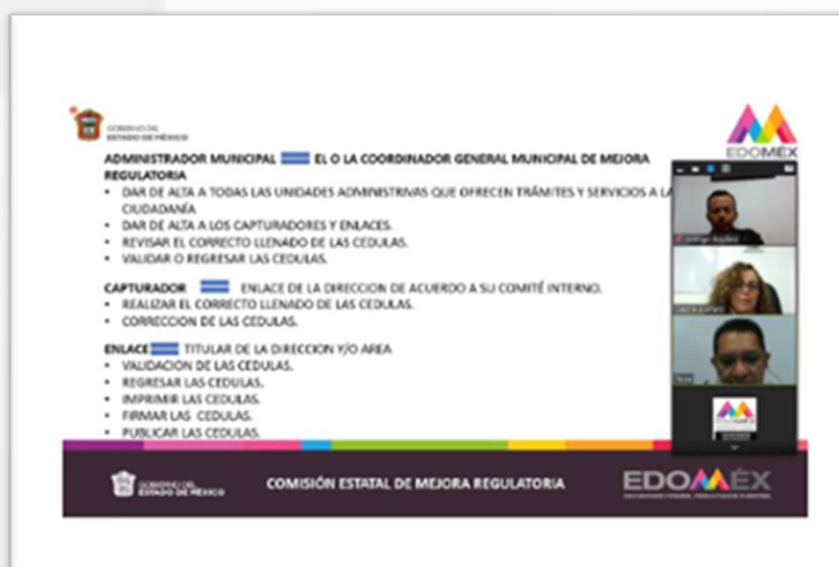 GOBIERNO DEL
ESTADO DE MÉXICO
EDOMÉX
ADMINISTRADOR MUNICIPAL EL O LA COORDINADOR GENERAL MUNICIPAL DE MEJORA
REGULATORIA
• DAR DE ALTA A TODAS LAS UNIDADES ADMINISTRIVAS QUE OFRECEN TRÁMITES Y SERVICIOS A LA
CIUDADANÍA
• DAR DE ALTA A LOS CAPTURADORES Y ENLACES.
• REVISAR EL CORRECTO LLENADO DE LAS CEDULAS.
• VALIDAR O REGRESAR LAS CEDULAS.
CAPTURADOR ENLACE DE LA DIRECCION DE ACUERDO A SU COMITÉ INTERNO.
• REALIZAR EL CORRECTO LLENADO DE LAS CEDULAS.
• CORRECCION DE LAS CEDULAS.
ENLACE TITULAR DE LA DIRECCION Y/O AREA
• VALIDACION DE LAS CEDULAS.
• REGRESAR LAS CEDULAS.
• IMPRIMIR LAS CEDULAS.
• FIRMAR LAS CEDULAS.
• PUBLICAR LAS CEDULAS.
GOBIERNO DEL
ESTADO DE MÉXICO
COMISIÓN ESTATAL DE MEJORA REGULATORIA
EDOMÉX
DECISIONES FIRMES, RESULTADOS FUERTES.